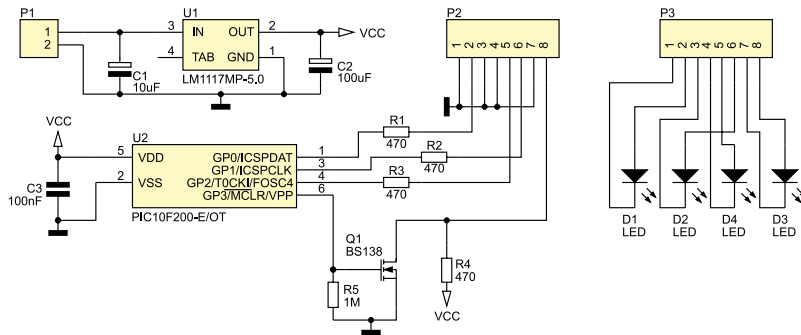 P1
1
2
U1
3
IN
OUT
2
VCC
4
TAB
GND
1
LM1117MP-5.0
C1
10uF
C2
100uF
P2
1 2 3 4 5 6 7 8
P3
1 2 3 4 5 6 7 8
VCC
U2
5
VDD
GP0/ICSPDAT
1
GP1/ICSPCLK
3
2
VSS
GP2/T0CKI/FOSC4
4
GP3/MCLR/VPP
6
PIC10F200-E/OT
C3
100nF
R1
470
R2
470
R3
470
Q1
BS138
R4
470
VCC
R5
1M
D1
LED
D2
LED
D4
LED
D3
LED